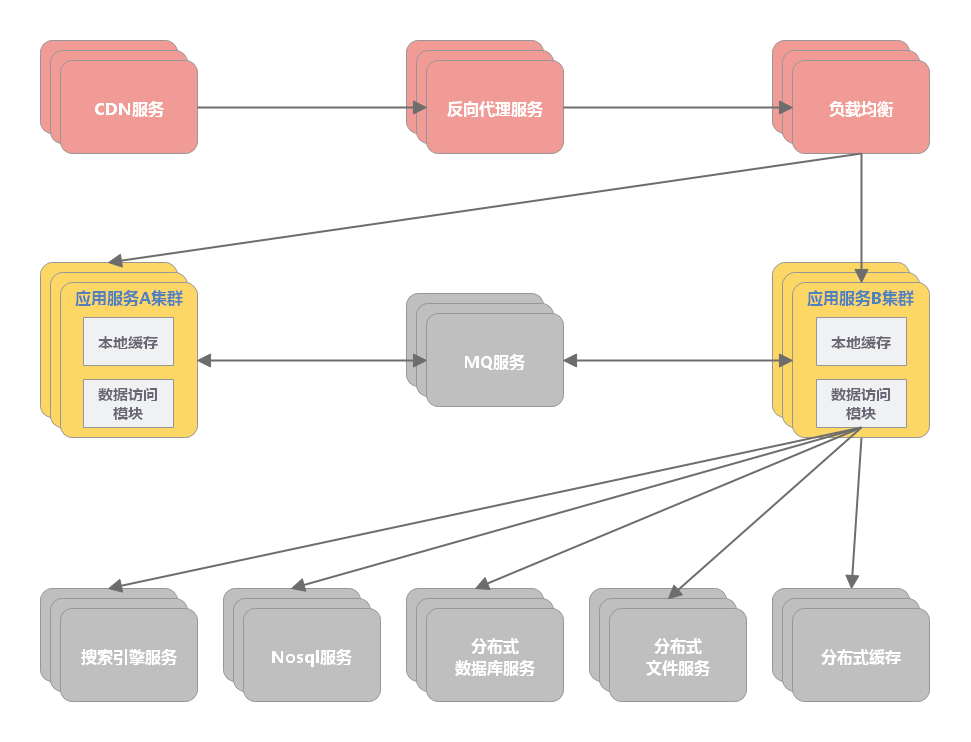 CDN服务
反向代理服务
负载均衡
应用服务A集群
本地缓存
数据访问
模块
MQ服务
应用服务B集群
本地缓存
数据访问
模块
搜索引擎服务
Nosql服务
分布式
数据库服务
分布式
文件服务
分布式缓存